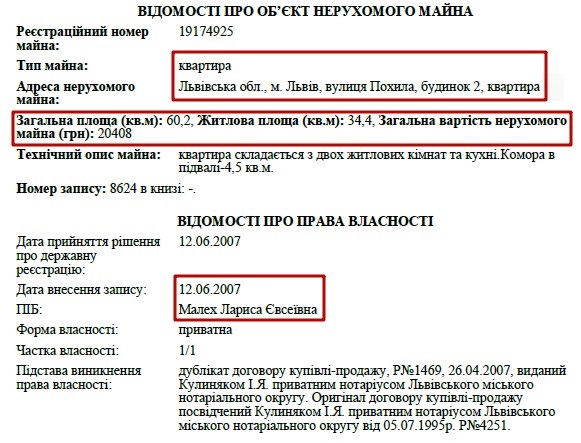 ВІДОМОСТІ ПРО ОБ'ЄКТ НЕРУХОМОГО МАЙНА
Реєстраційний номер майна: 19174925
Тип майна: квартира
Адреса нерухомого майна: Львівська обл., м. Львів, вулиця Похила, будинок 2, квартира
Загальна площа (кв.м): 60,2, Житлова площа (кв.м): 34,4, Загальна вартість нерухомого
майна (грн): 20408
Технічний опис майна: квартира складається з двох житлових кімнат та кухні.Комора в
підвалі-4,5 кв.м.
Номер запису: 8624 в книзі: -.
ВІДОМОСТІ ПРО ПРАВА ВЛАСНОСТІ
Дата прийняття рішення про державну реєстрацію: 12.06.2007
Дата внесення запису: 12.06.2007
ПІБ: Малех Лариса Євсеївна
Форма власності: приватна
Частка власності: 1/1
Підстава виникнення права власності: дублікат договору купівлі-продажу, Р№1469, 26.04.2007, виданий
Кулиняком І.Я. приватним нотаріусом Львівського міського
нотаріального округу. Оригінал договору купівлі-продажу
посвідчений Кулиняком І.Я. приватним нотаріусом Львівського
міського нотаріального округу від 05.07.1995р. Р№4251.